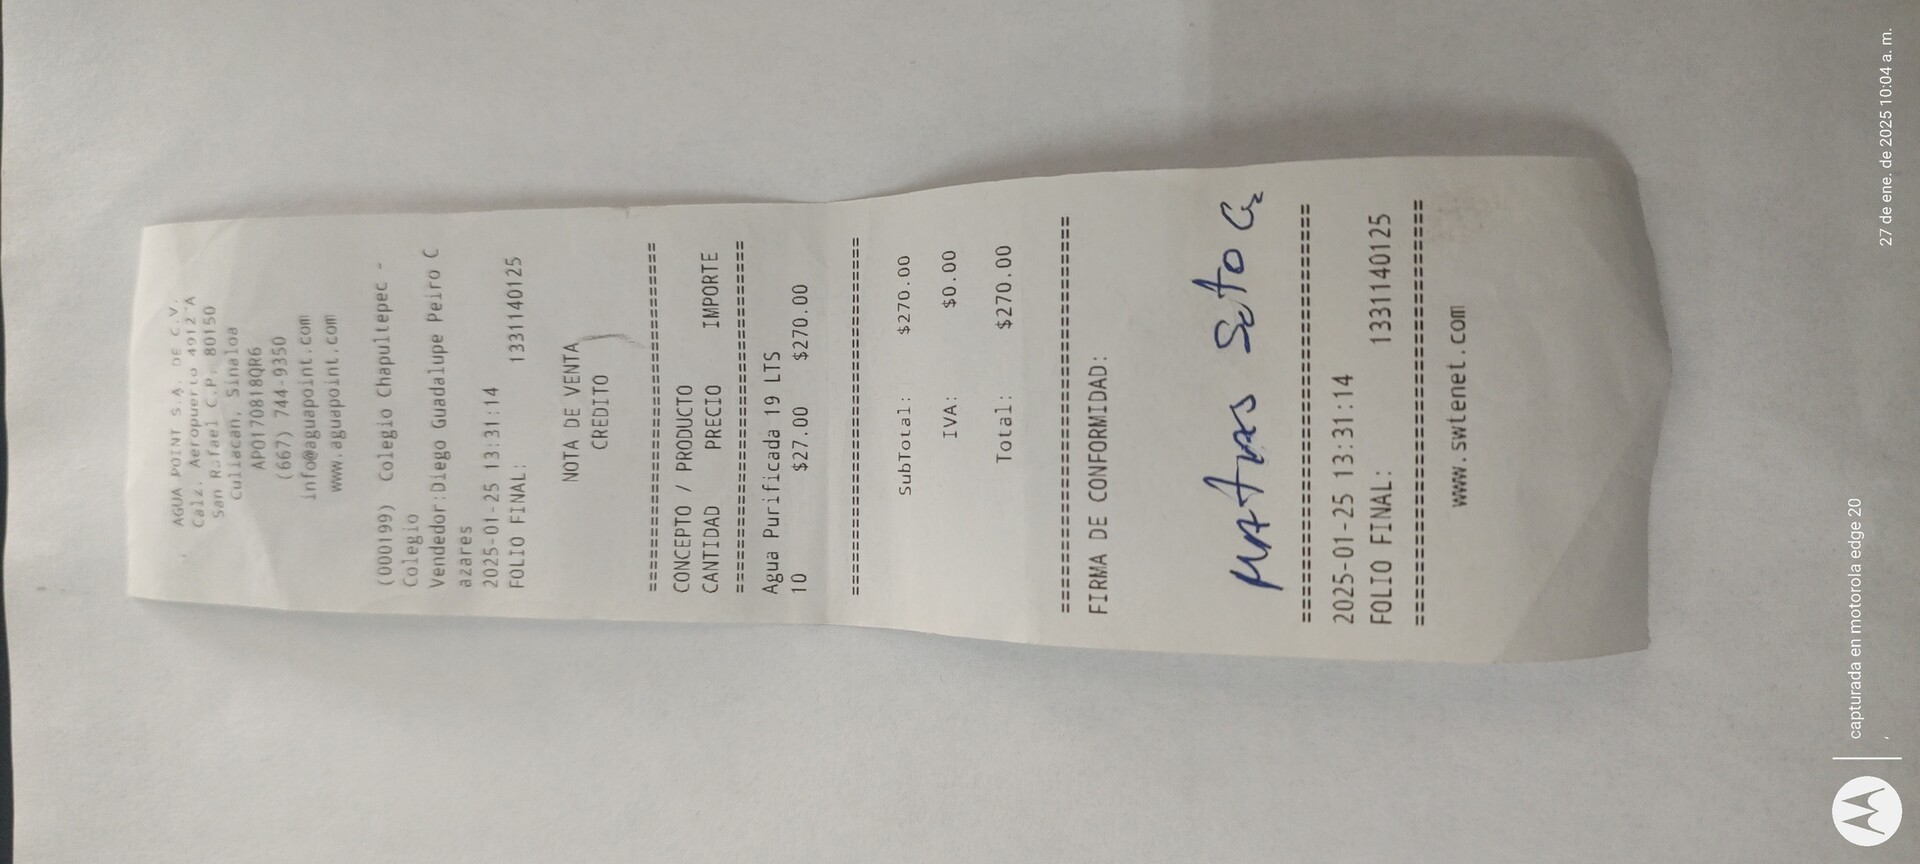 AGUA POINT S.A. DE C.V.
Calz. Aeropuerto 4912 A
San Rafael C.P. 80150
Culiacan, Sinaloa
APO170818QR6
(667) 744-9350
info@aguapoint.com
www.aguapoint.com
(000199) Colegio Chapultepec -
Colegio
Vendedor:Diego Guadalupe Peiro C
azares
2025-01-25 13:31:14
FOLIO FINAL: 1331140125
NOTA DE VENTA
CREDITO
================================
CONCEPTO / PRODUCTO
CANTIDAD PRECIO IMPORTE
================================
Agua Purificada 19 LTS
10 $27.00 $270.00
================================
SubTotal: $270.00
IVA: $0.00
Total: $270.00
================================
FIRMA DE CONFORMIDAD:
Matias Soto
================================
2025-01-25 13:31:14
FOLIO FINAL: 1331140125
================================
www.swtenet.com
capturada en motorola edge 20
27 de ene. de 2025 10:04 a. m.